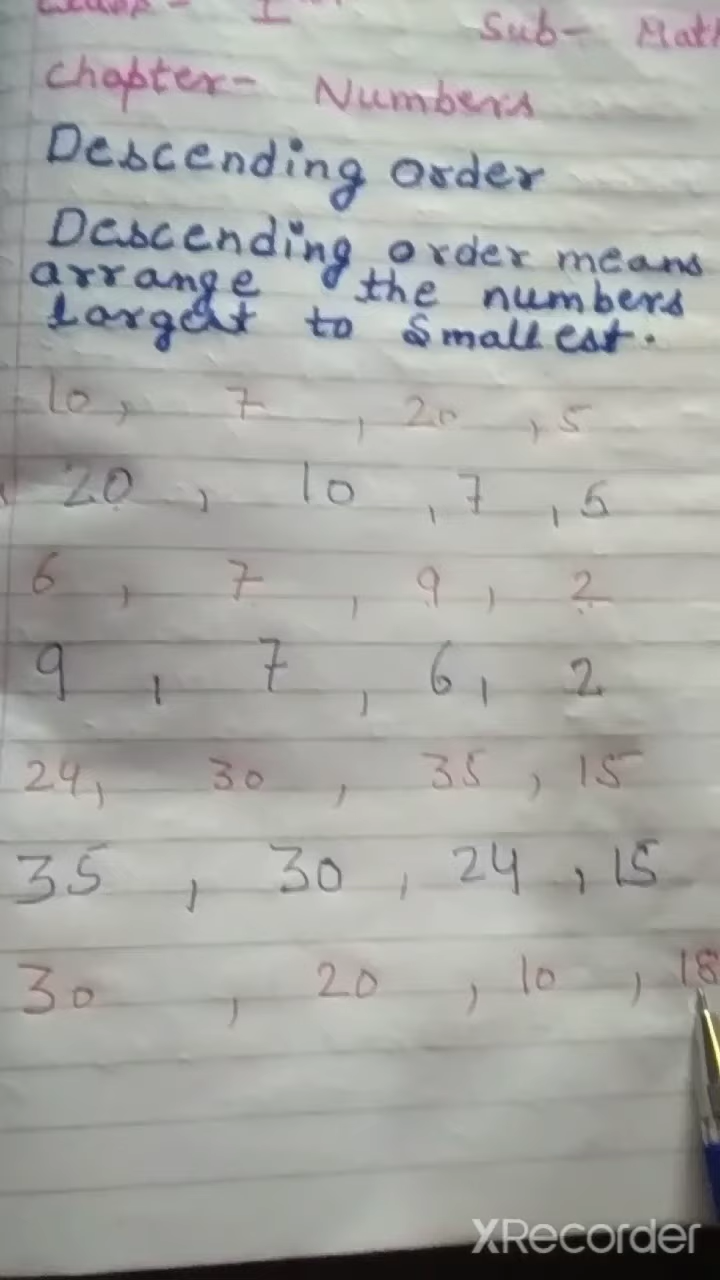 Class- I
Sub- Math
Chapter- Numbers
Descending order
Descending order means
arrange the numbers
Largest to Smallest.
10, 7, 20, 5
20, 10, 7, 5
6, 7, 9, 2
9, 7, 6, 2
24, 30, 35, 15
35, 30, 24, 15
30, 20, 10, 18
XRecorder